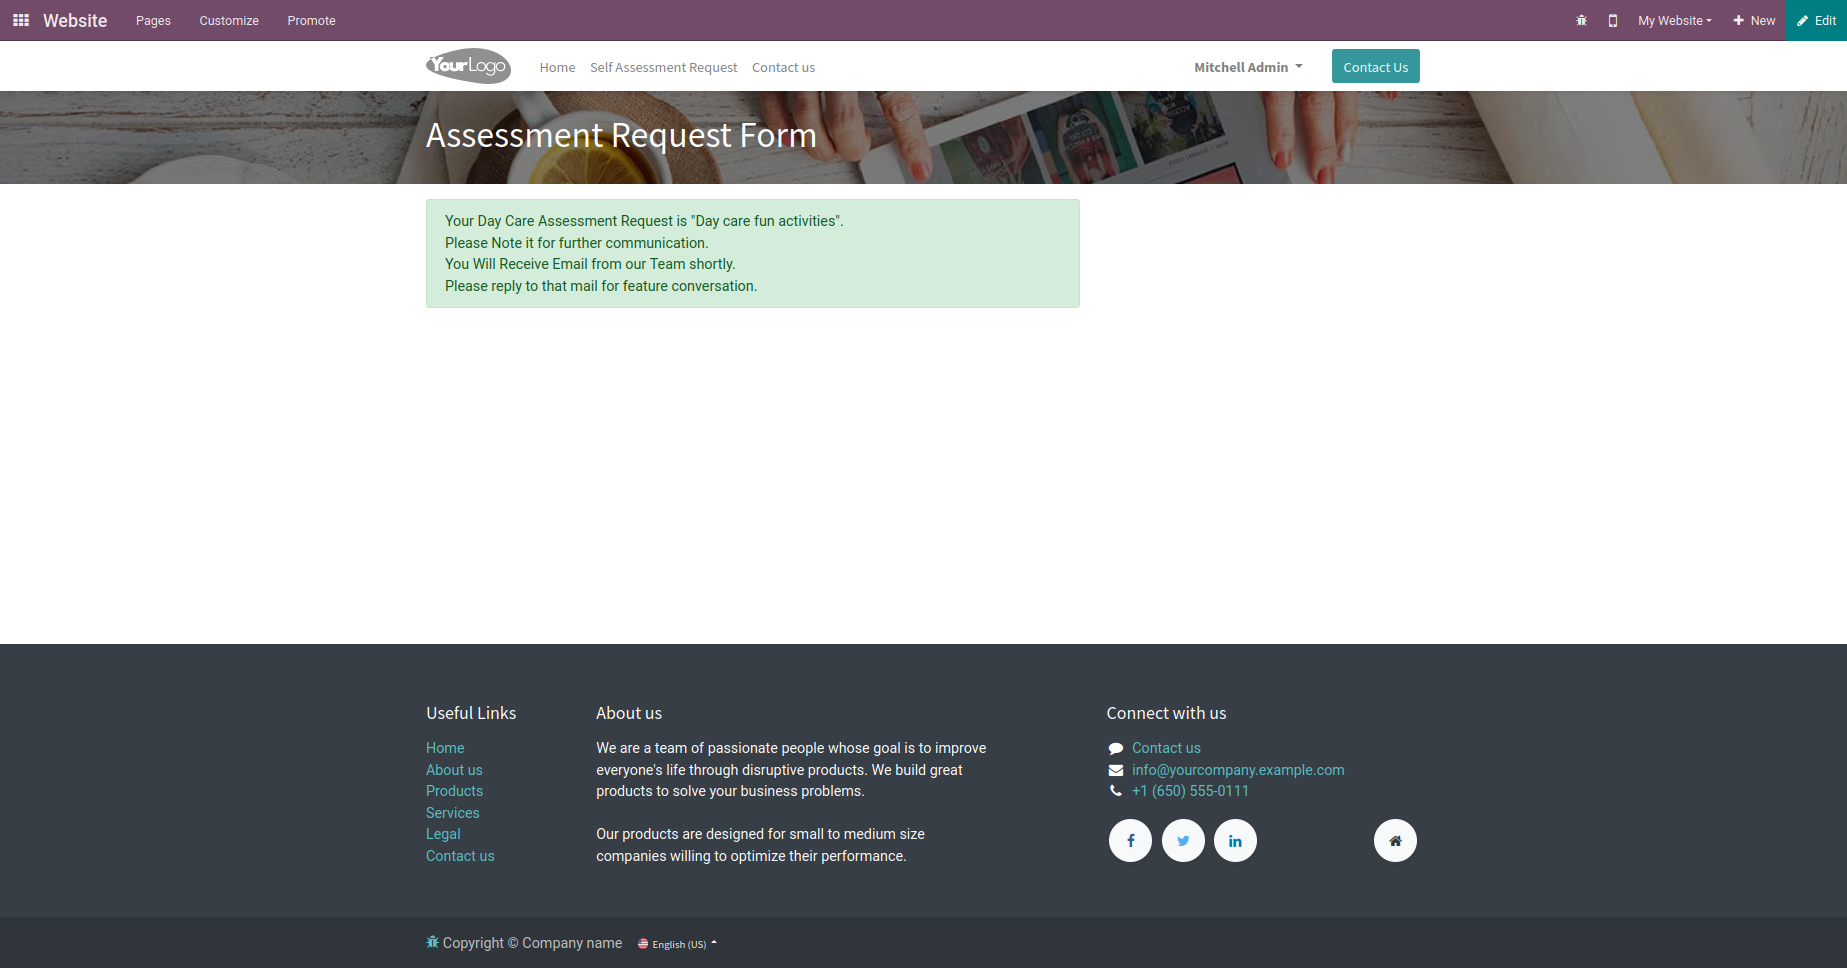 Website Pages Customize Promote My Website New Edit
YourLogo Home Self Assessment Request Contact us Mitchell Admin Contact Us
Assessment Request Form
Your Day Care Assessment Request is "Day care fun activities".
Please Note it for further communication.
You Will Receive Email from our Team shortly.
Please reply to that mail for feature conversation.
Useful Links
Home
About us
Products
Services
Legal
Contact us
About us
We are a team of passionate people whose goal is to improve
everyone's life through disruptive products. We build great
products to solve your business problems.
Our products are designed for small to medium size
companies willing to optimize their performance.
Connect with us
Contact us
info@yourcompany.example.com
+1 (650) 555-0111
Copyright © Company name English (US)